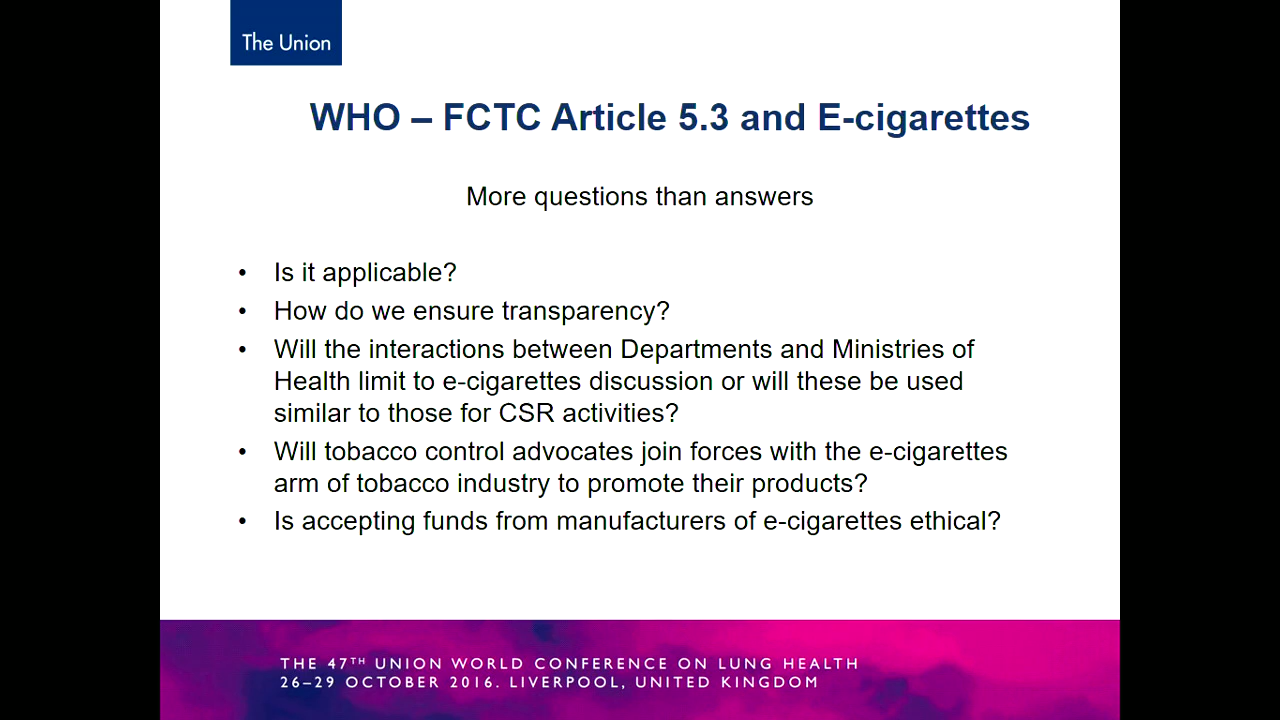 The Union
WHO – FCTC Article 5.3 and E-cigarettes
More questions than answers
• Is it applicable?
• How do we ensure transparency?
• Will the interactions between Departments and Ministries of
Health limit to e-cigarettes discussion or will these be used
similar to those for CSR activities?
• Will tobacco control advocates join forces with the e-cigarettes
arm of tobacco industry to promote their products?
• Is accepting funds from manufacturers of e-cigarettes ethical?
THE 47TH UNION WORLD CONFERENCE ON LUNG HEALTH
26–29 OCTOBER 2016. LIVERPOOL, UNITED KINGDOM